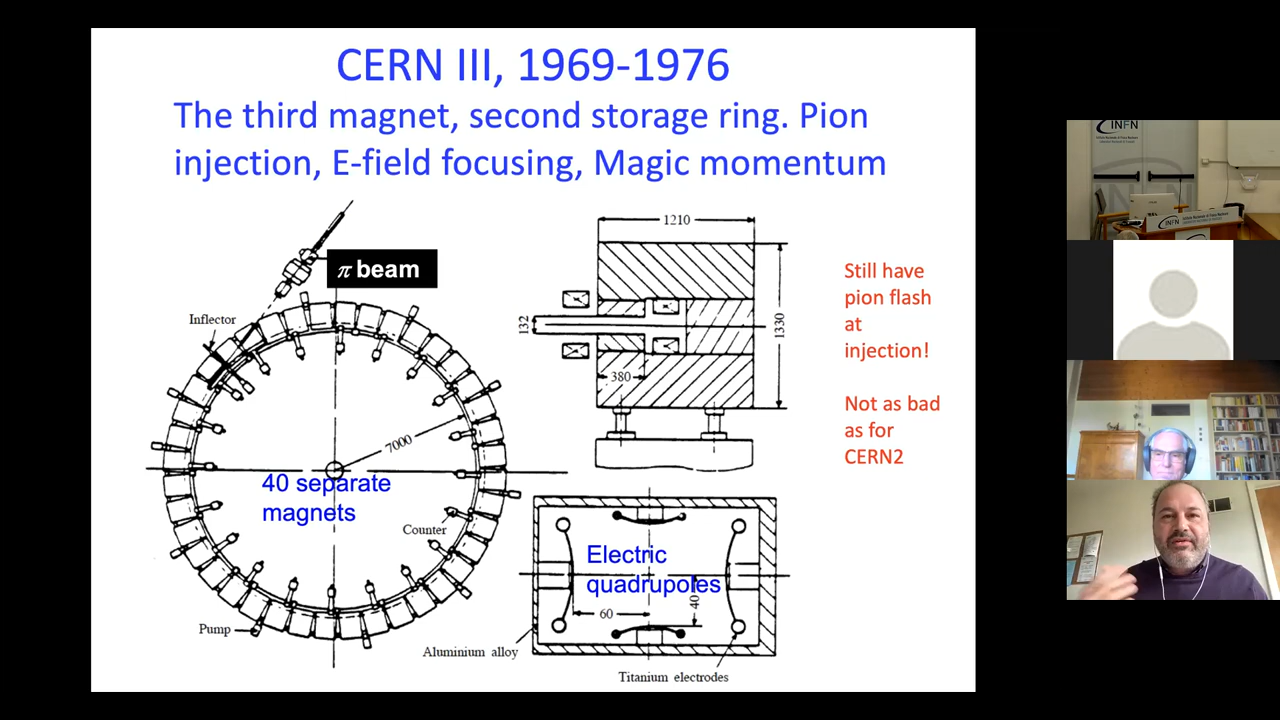 CERN III, 1969-1976
The third magnet, second storage ring. Pion
injection, E-field focusing, Magic momentum
π beam
Inflector
7000
40 separate
magnets
Counter
Pump
1210
132
380
1330
Still have
pion flash
at
injection!
Not as bad
as for
CERN2
Electric
quadrupoles
60
40
Aluminium alloy
Titanium electrodes
INFN
INFN
INFN